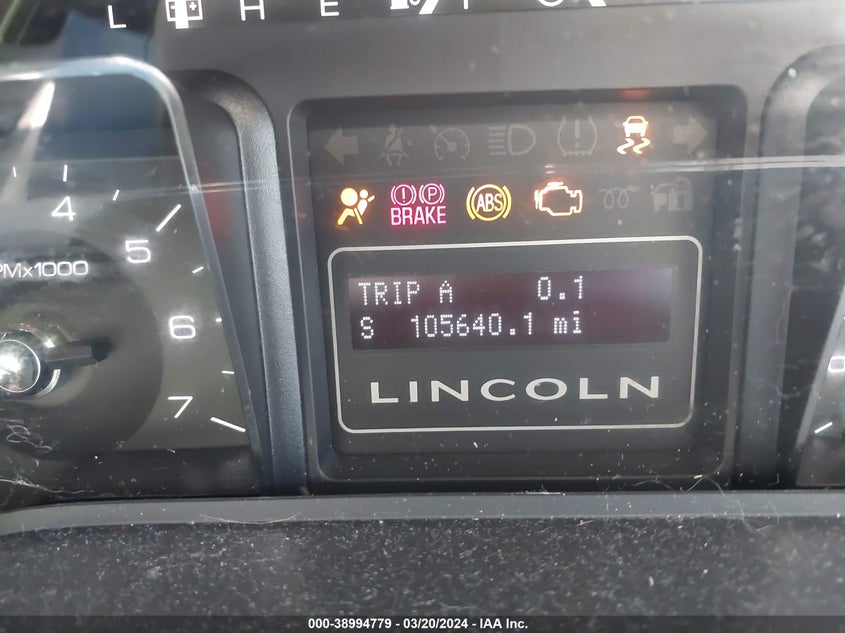 L H E F
4
5
PMx1000
6
7
BRAKE
P
ABS
TRIP A 0.1
S 105640.1 mi
LINCOLN
000-38994779 - 03/20/2024 - IAA Inc.